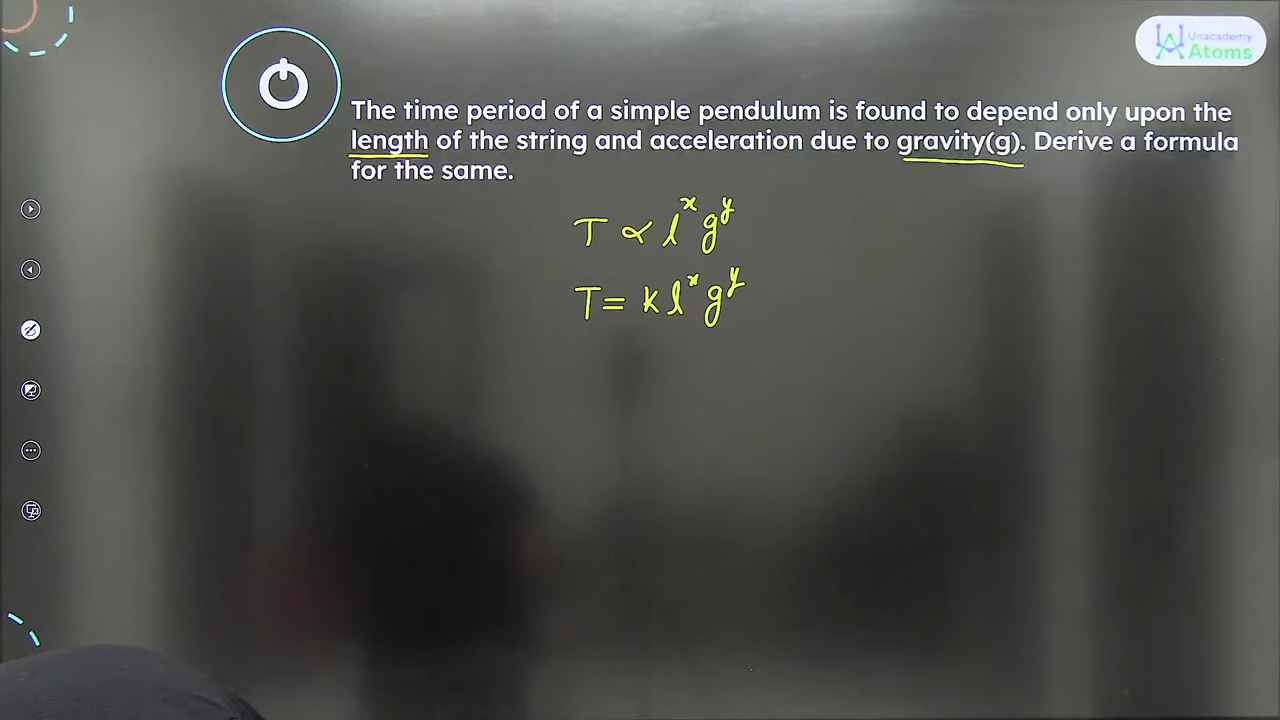 Unacademy
Atoms
The time period of a simple pendulum is found to depend only upon the
length of the string and acceleration due to gravity(g). Derive a formula
for the same.
T ∝ l^x g^y
T = k l^x g^y